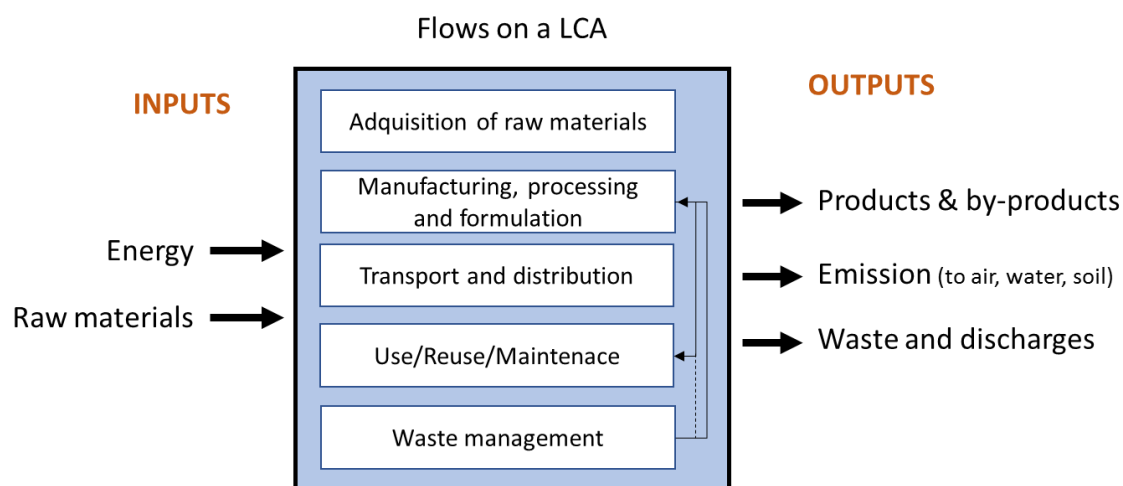 Flows on a LCA
INPUTS
OUTPUTS
Energy
Raw materials
Adquisition of raw materials
Manufacturing, processing
and formulation
Transport and distribution
Use/Reuse/Maintenace
Waste management
Products & by-products
Emission (to air, water, soil)
Waste and discharges